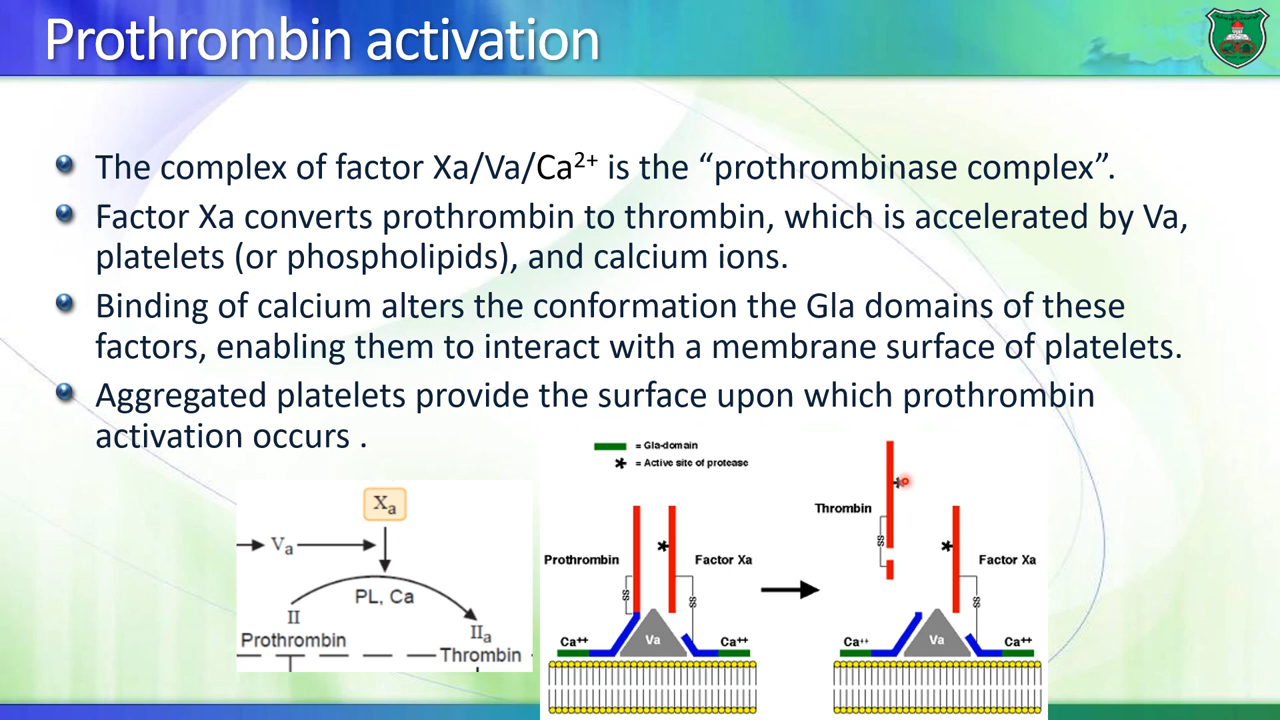 Prothrombin activation
The complex of factor Xa/Va/Ca²⁺ is the “prothrombinase complex”.
Factor Xa converts prothrombin to thrombin, which is accelerated by Va,
platelets (or phospholipids), and calcium ions.
Binding of calcium alters the conformation the Gla domains of these
factors, enabling them to interact with a membrane surface of platelets.
Aggregated platelets provide the surface upon which prothrombin
activation occurs .
= Gla-domain
* = Active site of protease
Xa
Va
PL, Ca
II
Prothrombin
IIa
Thrombin
Prothrombin
Factor Xa
SS
SS
Ca⁺⁺
Va
Ca⁺⁺
Thrombin
SS
Factor Xa
SS
Ca⁺⁺
Va
Ca⁺⁺